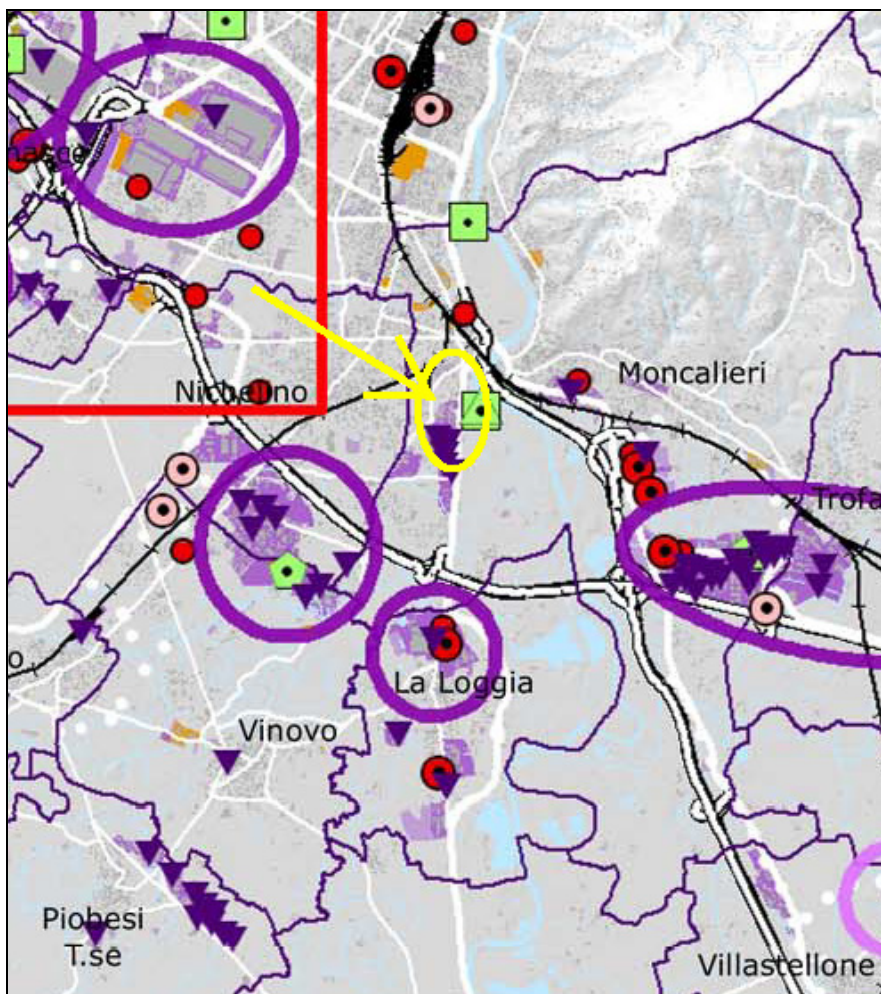 Moncalieri
Nichelino
Trofa
La Loggia
Vinovo
Piobesi
T.se
Villastellone